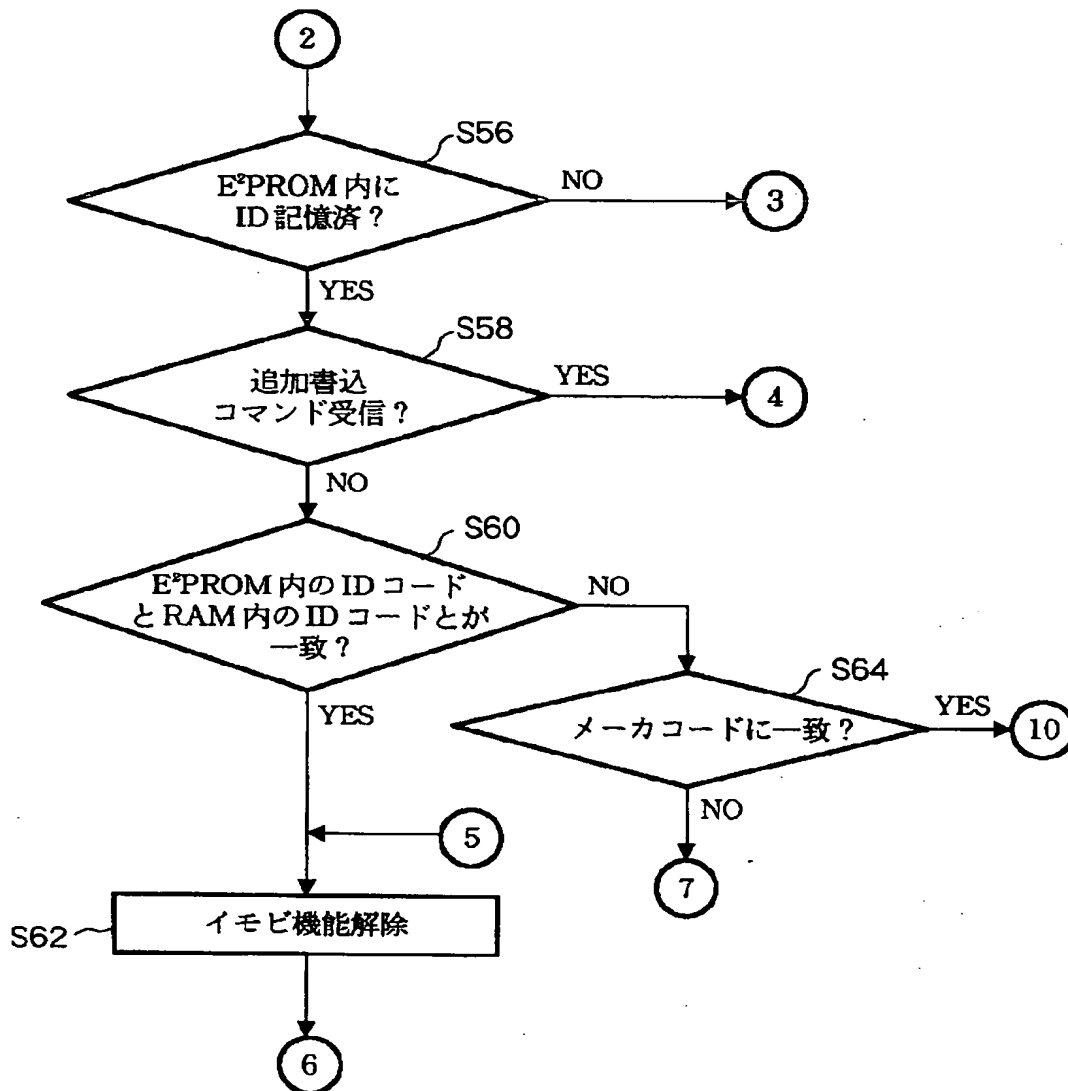 2
S56
E²PROM 内に
ID 記憶済？
NO
3
YES
S58
追加書込
コマンド受信？
YES
4
NO
S60
E²PROM 内の ID コード
と RAM 内の ID コードとが
一致？
NO
YES
S64
メーカコードに一致？
YES
10
NO
5
7
S62
イモビ機能解除
6